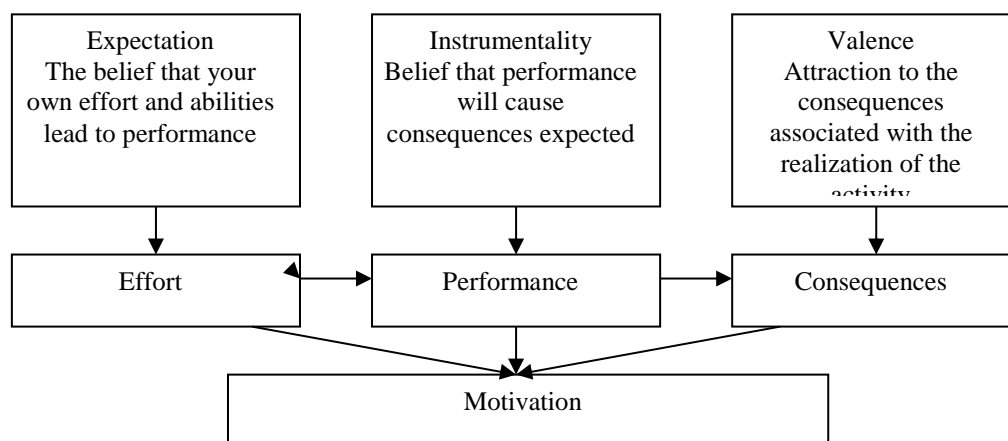 Expectation
The belief that your
own effort and abilities
lead to performance
Instrumentality
Belief that performance
will cause
consequences expected
Valence
Attraction to the
consequences
associated with the
realization of the
activity
Effort
Performance
Consequences
Motivation